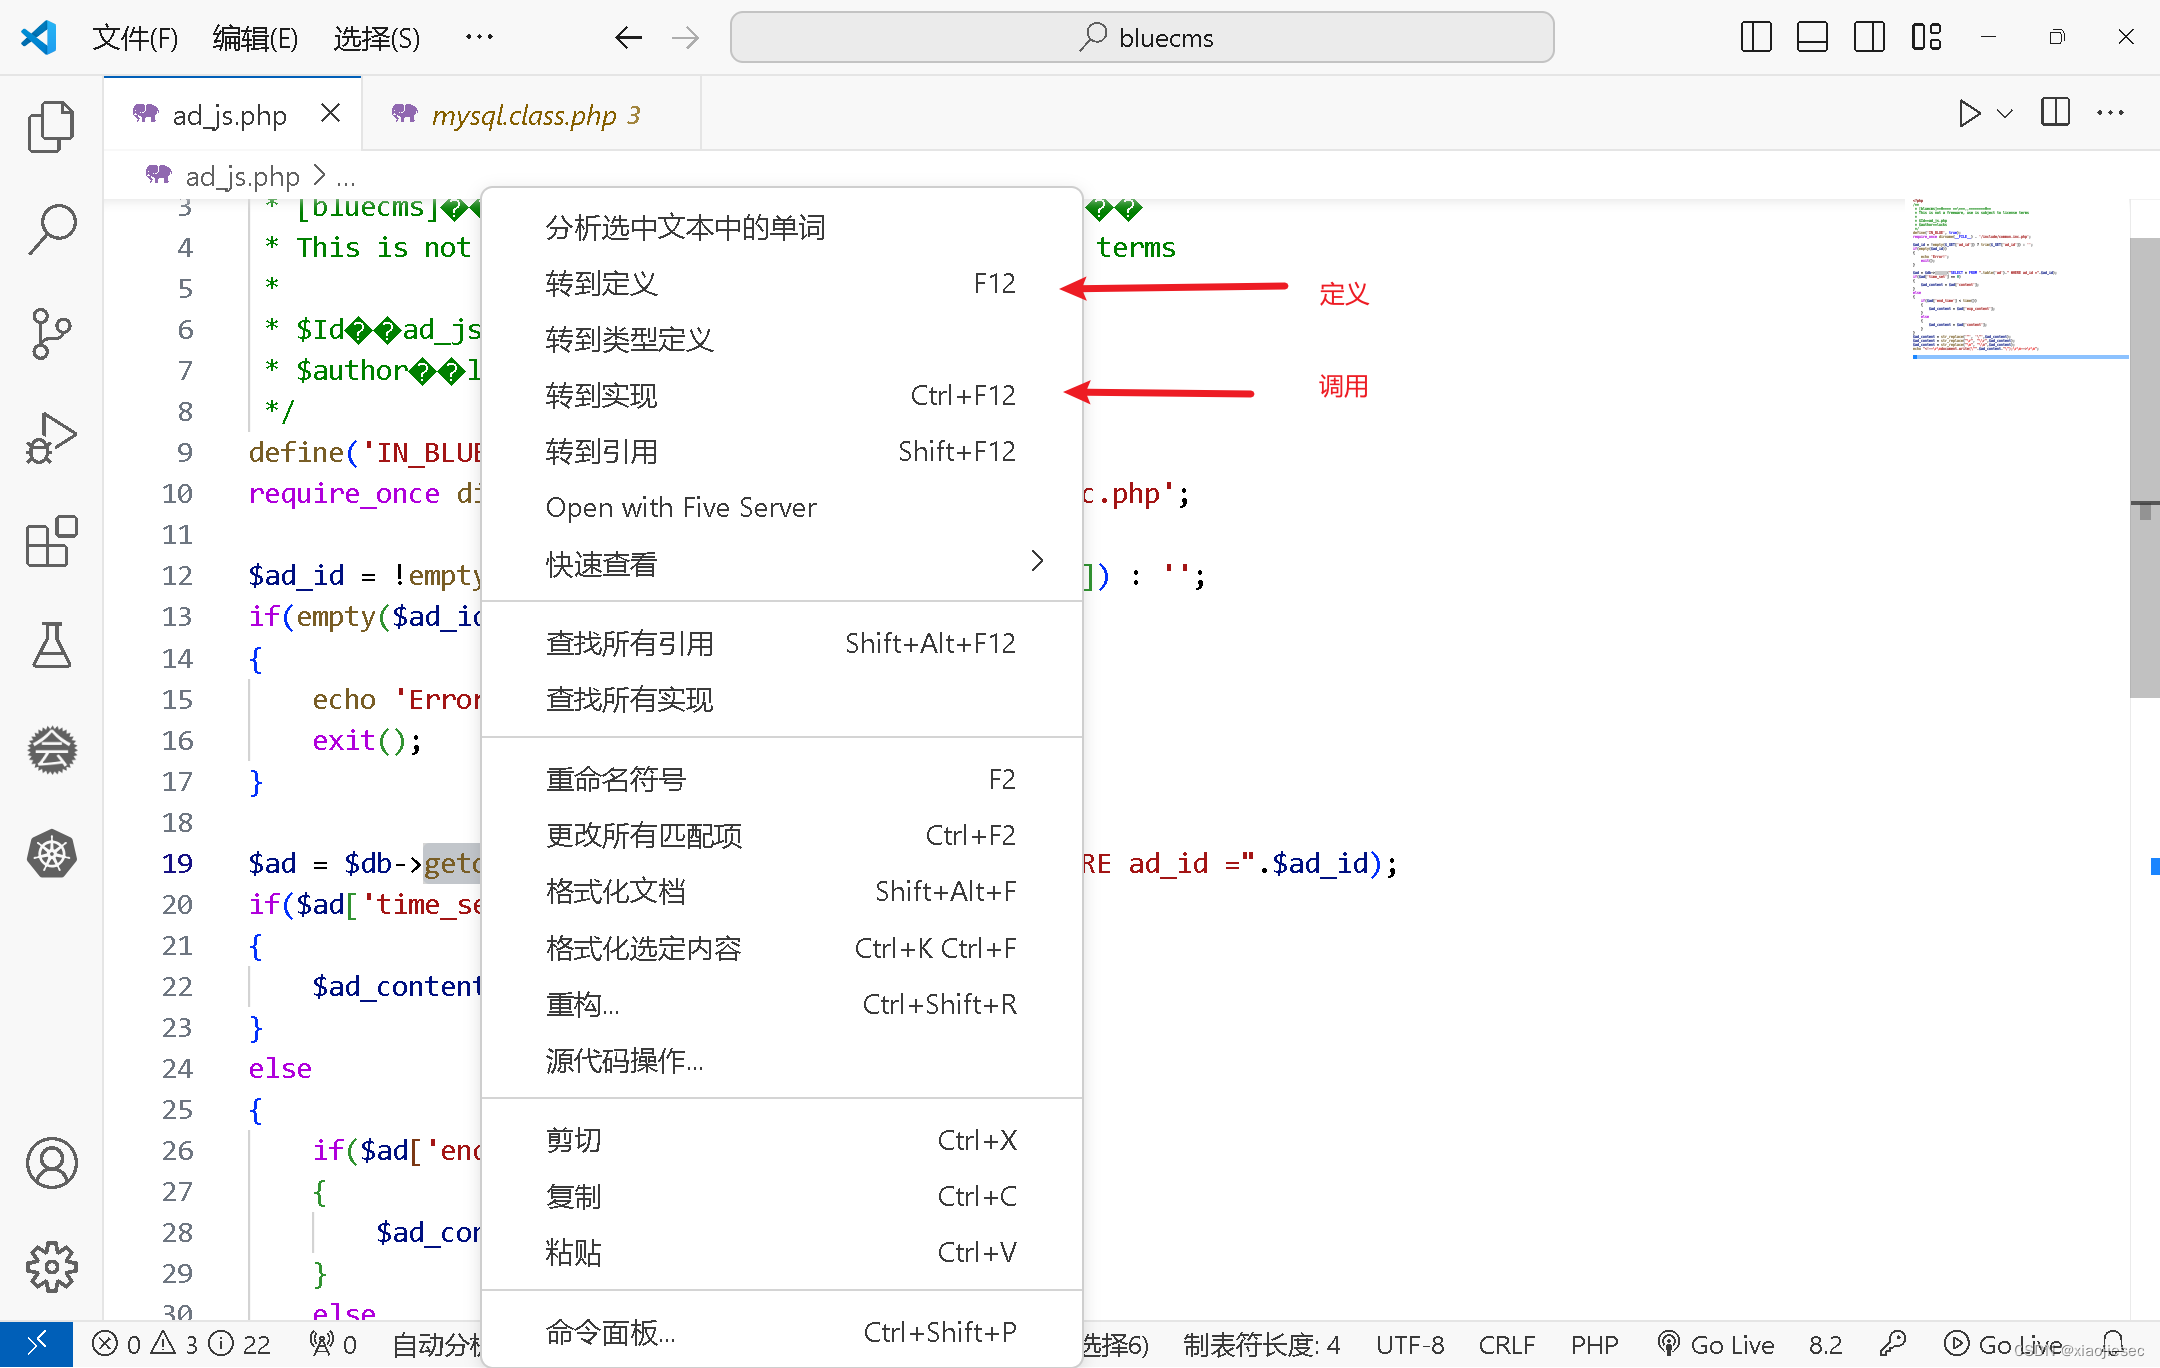 文件(F) 编辑(E) 选择(S) ··· bluecms
ad_js.php mysql.class.php 3
ad_js.php > ...
3 * [bluecms]�� ��
4 * This is not terms
5 *
6 * $Id��ad_js
7 * $author��l
8 */
9 define('IN_BLUE
10 require_once di c.php';
11
12 $ad_id = !empty ]) : '';
13 if(empty($ad_id
14 {
15 echo 'Error
16 exit();
17 }
18
19 $ad = $db->getc RE ad_id =".$ad_id);
20 if($ad['time_se
21 {
22 $ad_content
23 }
24 else
25 {
26 if($ad['end
27 {
28 $ad_con
29 }
30 else
分析选中文本中的单词
转到定义 F12
转到类型定义
转到实现 Ctrl+F12
转到引用 Shift+F12
Open with Five Server
快速查看
查找所有引用 Shift+Alt+F12
查找所有实现
重命名符号 F2
更改所有匹配项 Ctrl+F2
格式化文档 Shift+Alt+F
格式化选定内容 Ctrl+K Ctrl+F
重构... Ctrl+Shift+R
源代码操作...
剪切 Ctrl+X
复制 Ctrl+C
粘贴 Ctrl+V
命令面板... Ctrl+Shift+P
定义
调用
0 3 22 0 自动分析 选择6) 制表符长度: 4 UTF-8 CRLF PHP Go Live 8.2 Go Live
CSDN @xiaojiesec